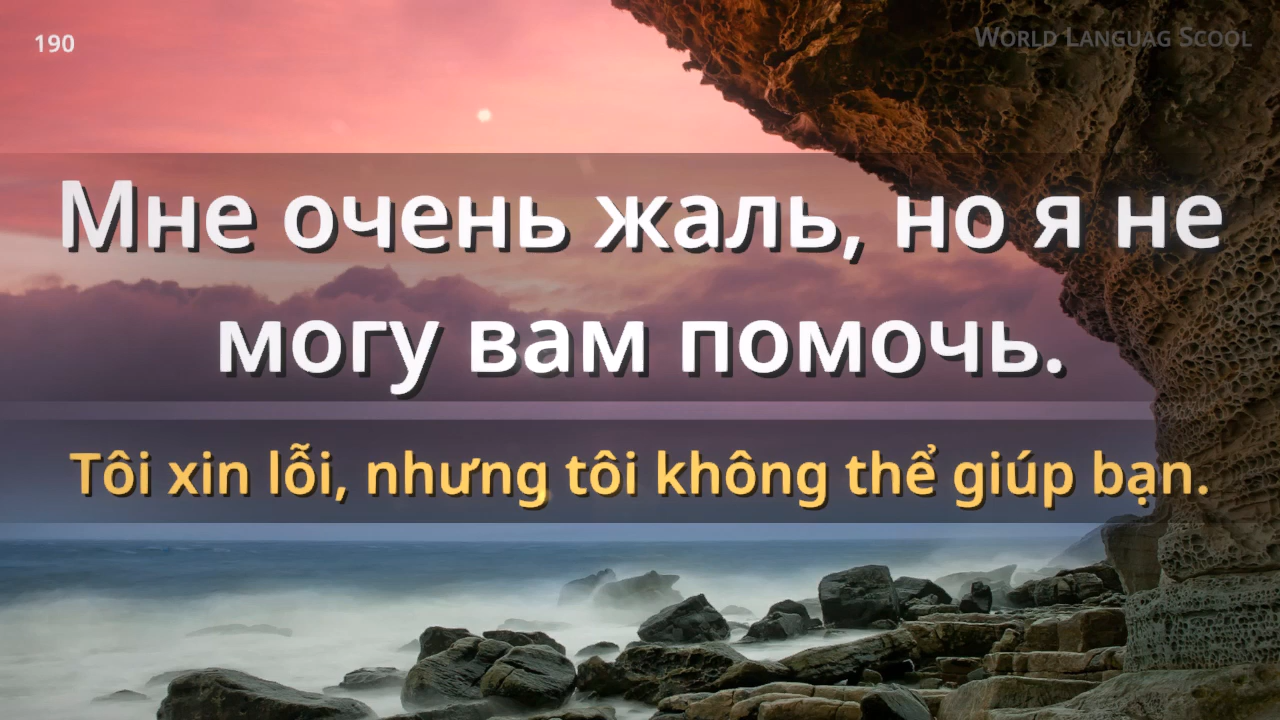 190
World Languag Scool
Мне очень жаль, но я не
могу вам помочь.
Tôi xin lỗi, nhưng tôi không thể giúp bạn.